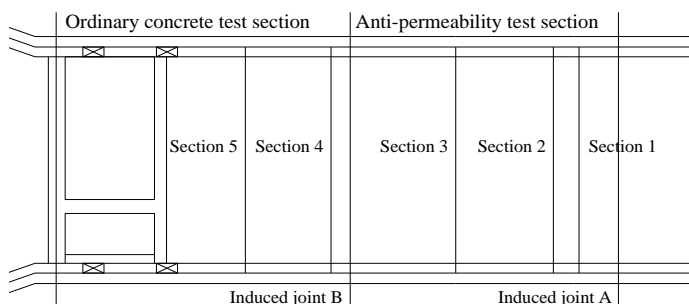 Ordinary concrete test section
Anti-permeability test section
Section 5
Section 4
Section 3
Section 2
Section 1
Induced joint B
Induced joint A